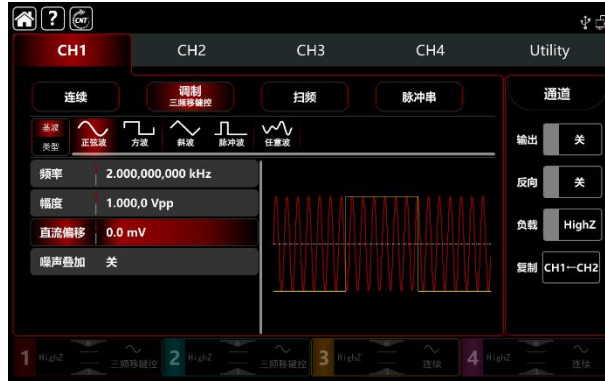 ? CNT
CH1 CH2 CH3 CH4 Utility
连续 调制 扫频 脉冲串 通道
三频移键控
基波 正弦波 方波 斜波 脉冲波 任意波
类型
输出 关
频率 2.000,000,000 kHz
反向 关
幅度 1.000,0 Vpp
负载 HighZ
直流偏移 0.0 mV
复制 CH1←CH2
噪声叠加 关
1 HighZ 三频移键控 2 HighZ 三频移键控 3 HighZ 连续 4 HighZ 连续